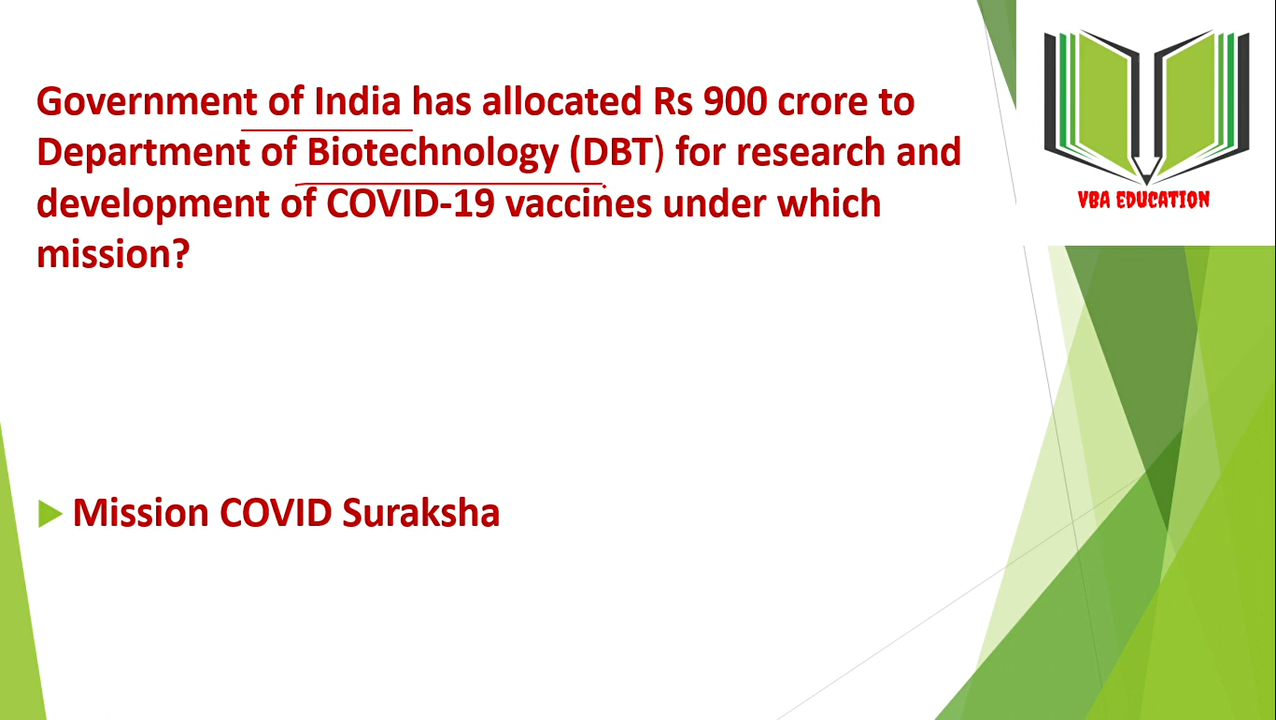 Government of India has allocated Rs 900 crore to
Department of Biotechnology (DBT) for research and
development of COVID-19 vaccines under which
mission?
VBA EDUCATION
Mission COVID Suraksha